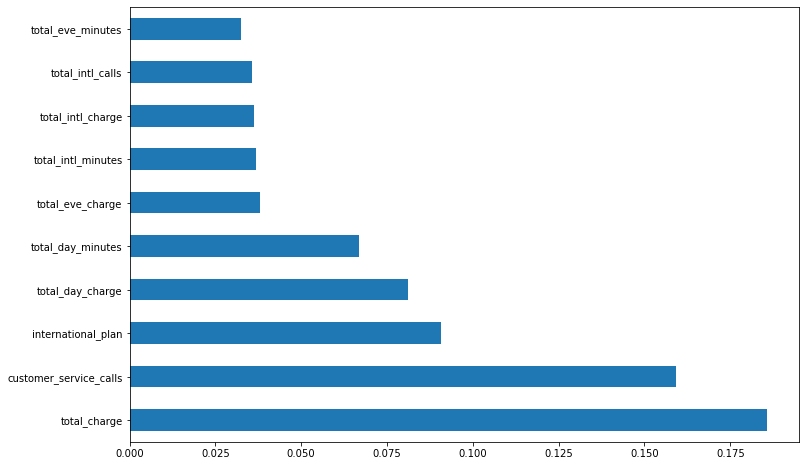 total_eve_minutes
total_intl_calls
total_intl_charge
total_intl_minutes
total_eve_charge
total_day_minutes
total_day_charge
international_plan
customer_service_calls
total_charge
0.000 0.025 0.050 0.075 0.100 0.125 0.150 0.175